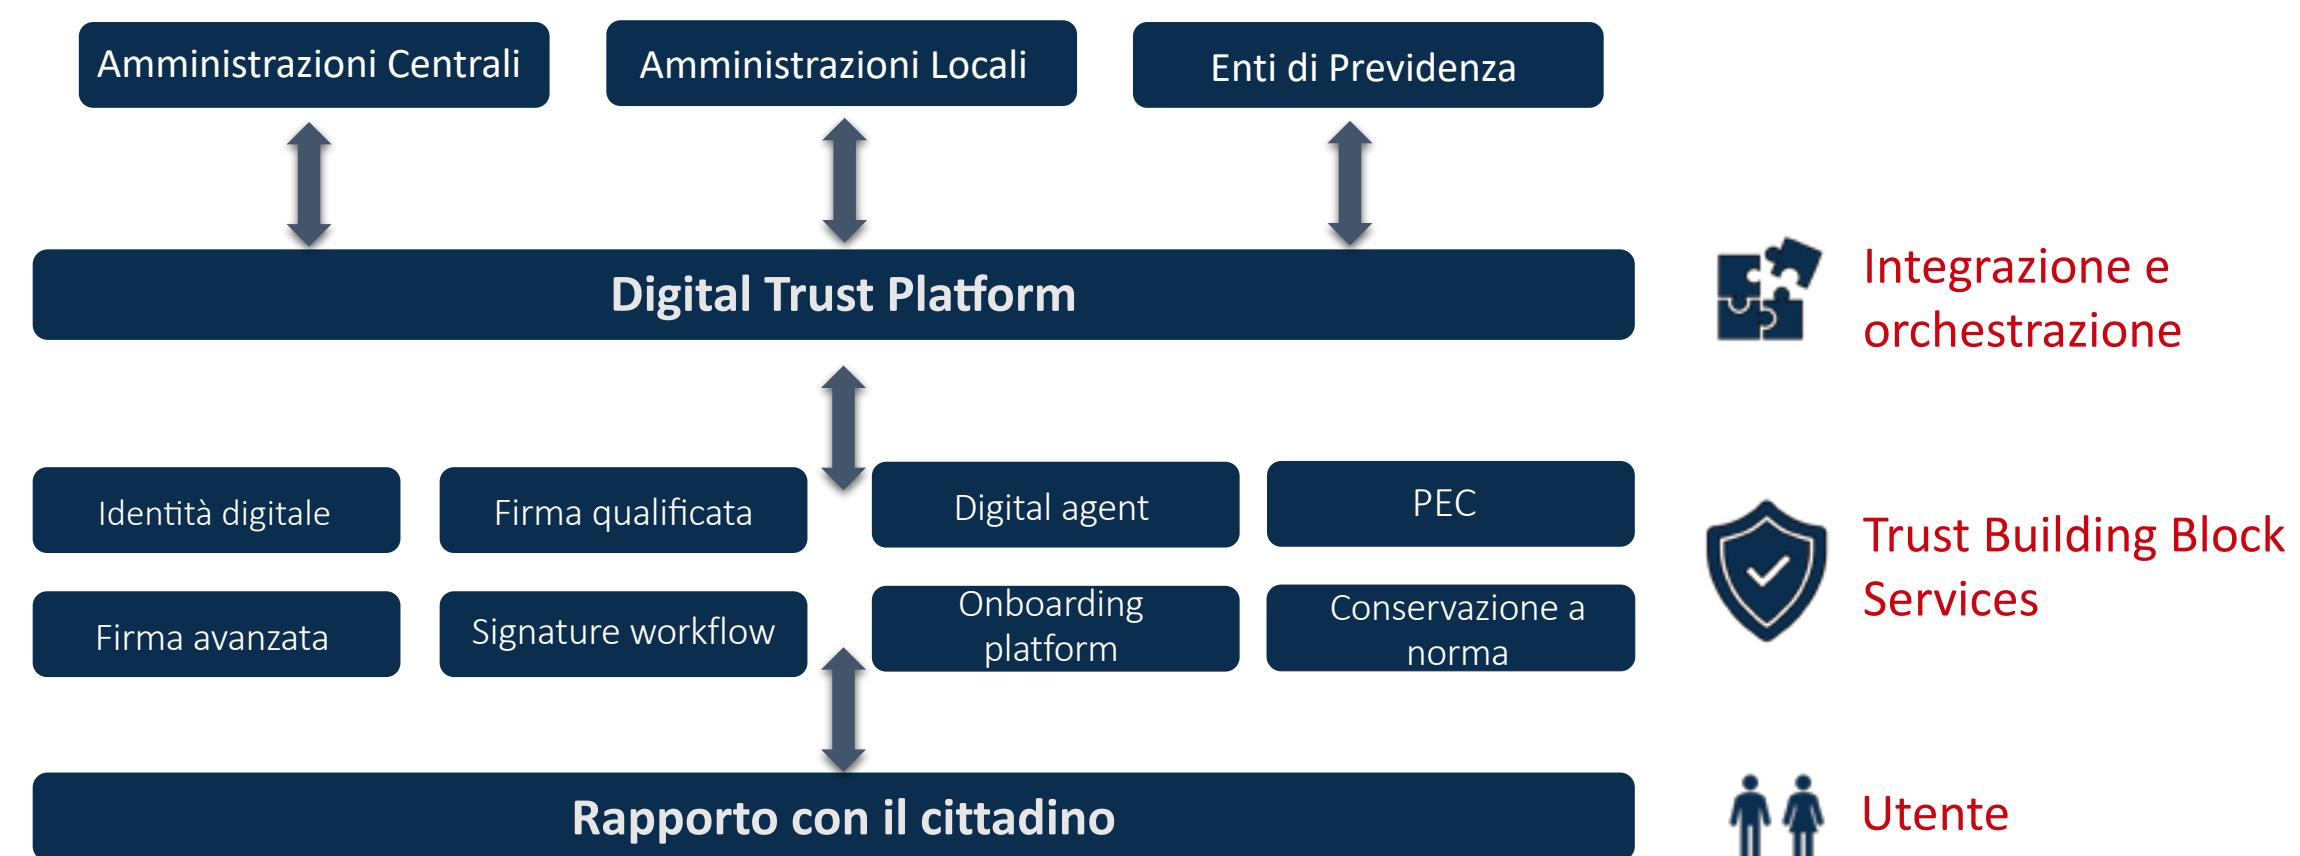 Amministrazioni Centrali
Amministrazioni Locali
Enti di Previdenza
Digital Trust Platform
Integrazione e
orchestrazione
Identità digitale
Firma qualificata
Digital agent
PEC
Trust Building Block
Services
Firma avanzata
Signature workflow
Onboarding
platform
Conservazione a
norma
Rapporto con il cittadino
Utente